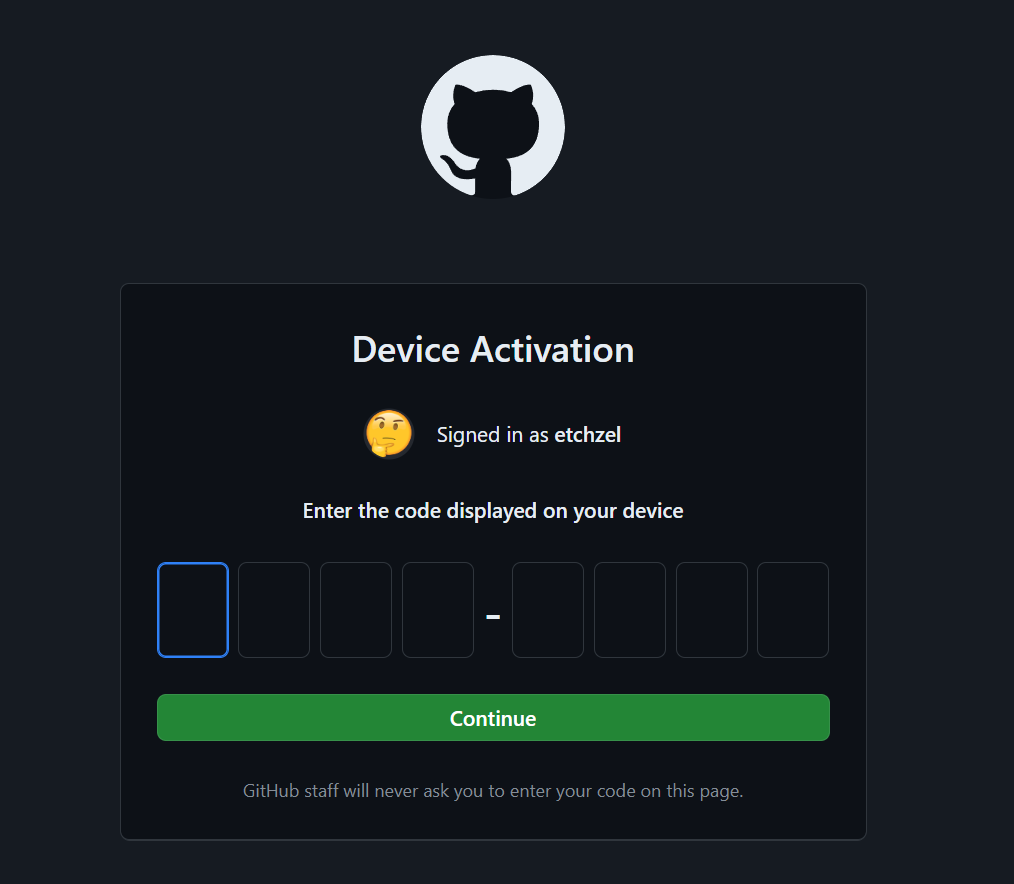 Device Activation
Signed in as etchzel
Enter the code displayed on your device
–
Continue
GitHub staff will never ask you to enter your code on this page.